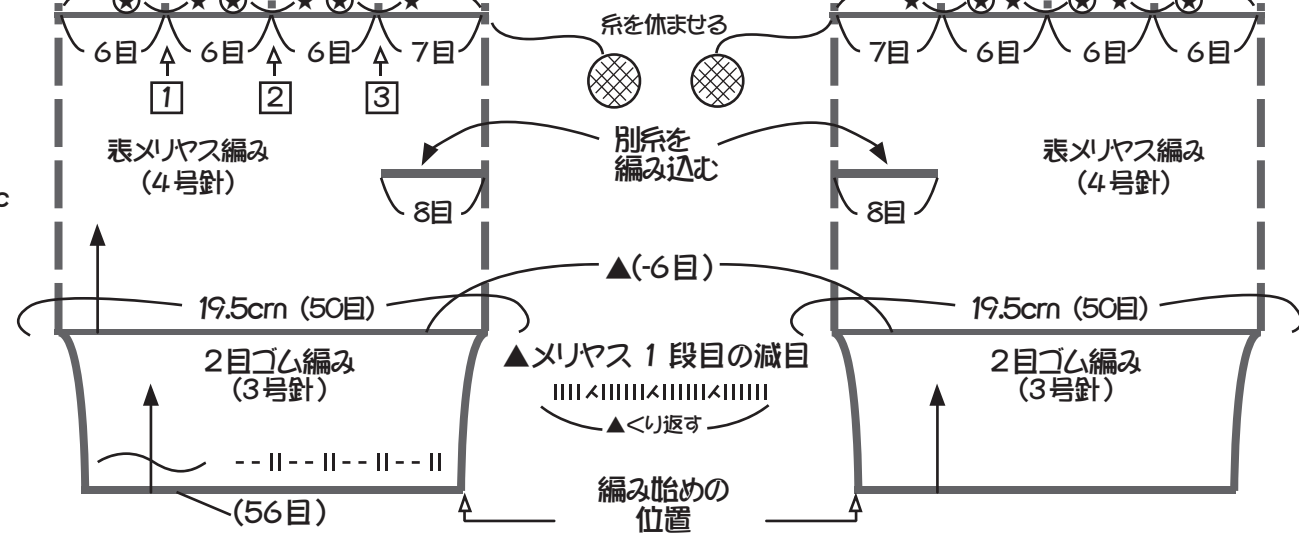 糸を休ませる
6目 6目 6目 7目
7目 6目 6目 6目
1 2 3
別糸を
編み込む
表メリヤス編み
(4号針)
表メリヤス編み
(4号針)
c
8目
8目
▲(-6目)
19.5cm (50目)
19.5cm (50目)
▲メリヤス 1 段目の減目
2目ゴム編み
(3号針)
2目ゴム編み
(3号針)
▲くり返す
編み始めの
位置
(56目)